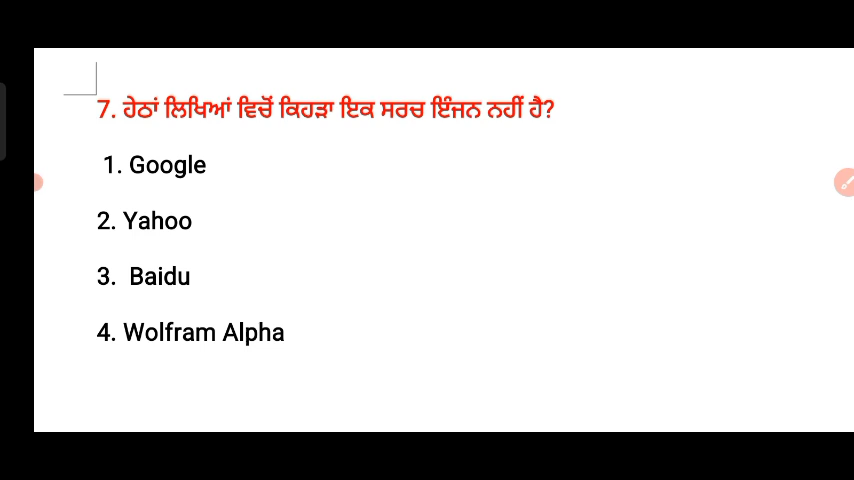 7. ਹੇਠਾਂ ਲਿਖਿਆਂ ਵਿਚੋਂ ਕਿਹੜਾ ਇਕ ਸਰਚ ਇੰਜਨ ਨਹੀਂ ਹੈ?
1. Google
2. Yahoo
3. Baidu
4. Wolfram Alpha